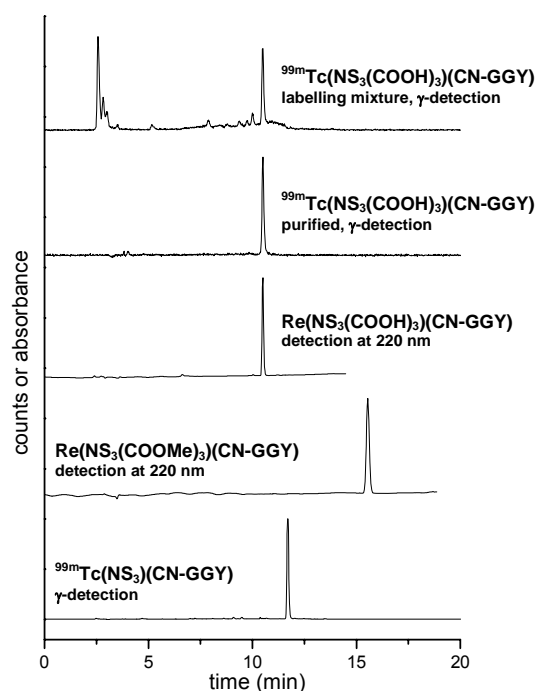 ⁹⁹ᵐTc(NS₃(COOH)₃)(CN-GGY)
labelling mixture, γ-detection
⁹⁹ᵐTc(NS₃(COOH)₃)(CN-GGY)
purified, γ-detection
Re(NS₃(COOH)₃)(CN-GGY)
detection at 220 nm
Re(NS₃(COOMe)₃)(CN-GGY)
detection at 220 nm
⁹⁹ᵐTc(NS₃)(CN-GGY)
γ-detection
counts or absorbance
0 5 10 15 20
time (min)